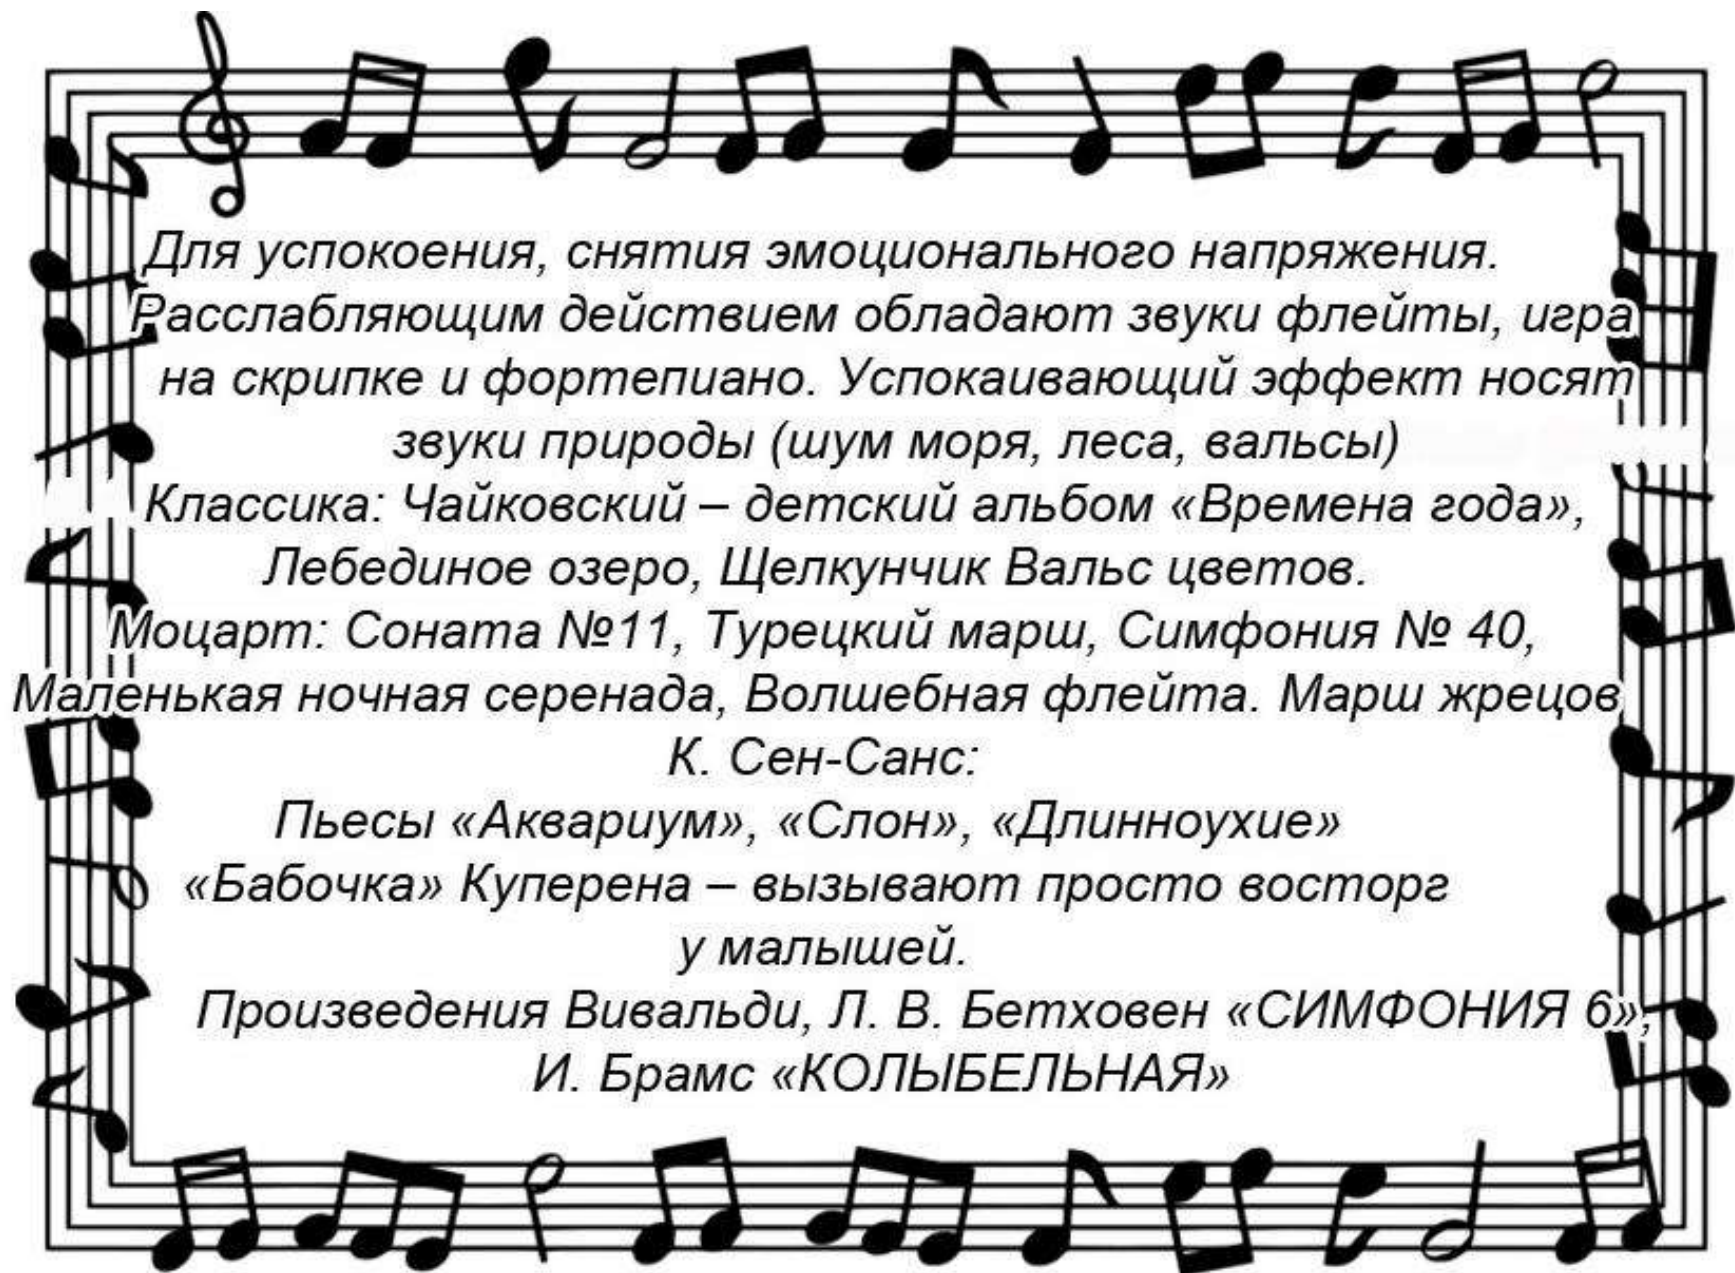 Для успокоения, снятия эмоционального напряжения.
Расслабляющим действием обладают звуки флейты, игра
на скрипке и фортепиано. Успокаивающий эффект носят
звуки природы (шум моря, леса, вальсы)
Классика: Чайковский – детский альбом «Времена года»,
Лебединое озеро, Щелкунчик Вальс цветов.
Моцарт: Соната №11, Турецкий марш, Симфония № 40,
Маленькая ночная серенада, Волшебная флейта. Марш жрецов
К. Сен-Санс:
Пьесы «Аквариум», «Слон», «Длинноухие»
«Бабочка» Куперена – вызывают просто восторг
у малышей.
Произведения Вивальди, Л. В. Бетховен «СИМФОНИЯ 6»,
И. Брамс «КОЛЫБЕЛЬНАЯ»